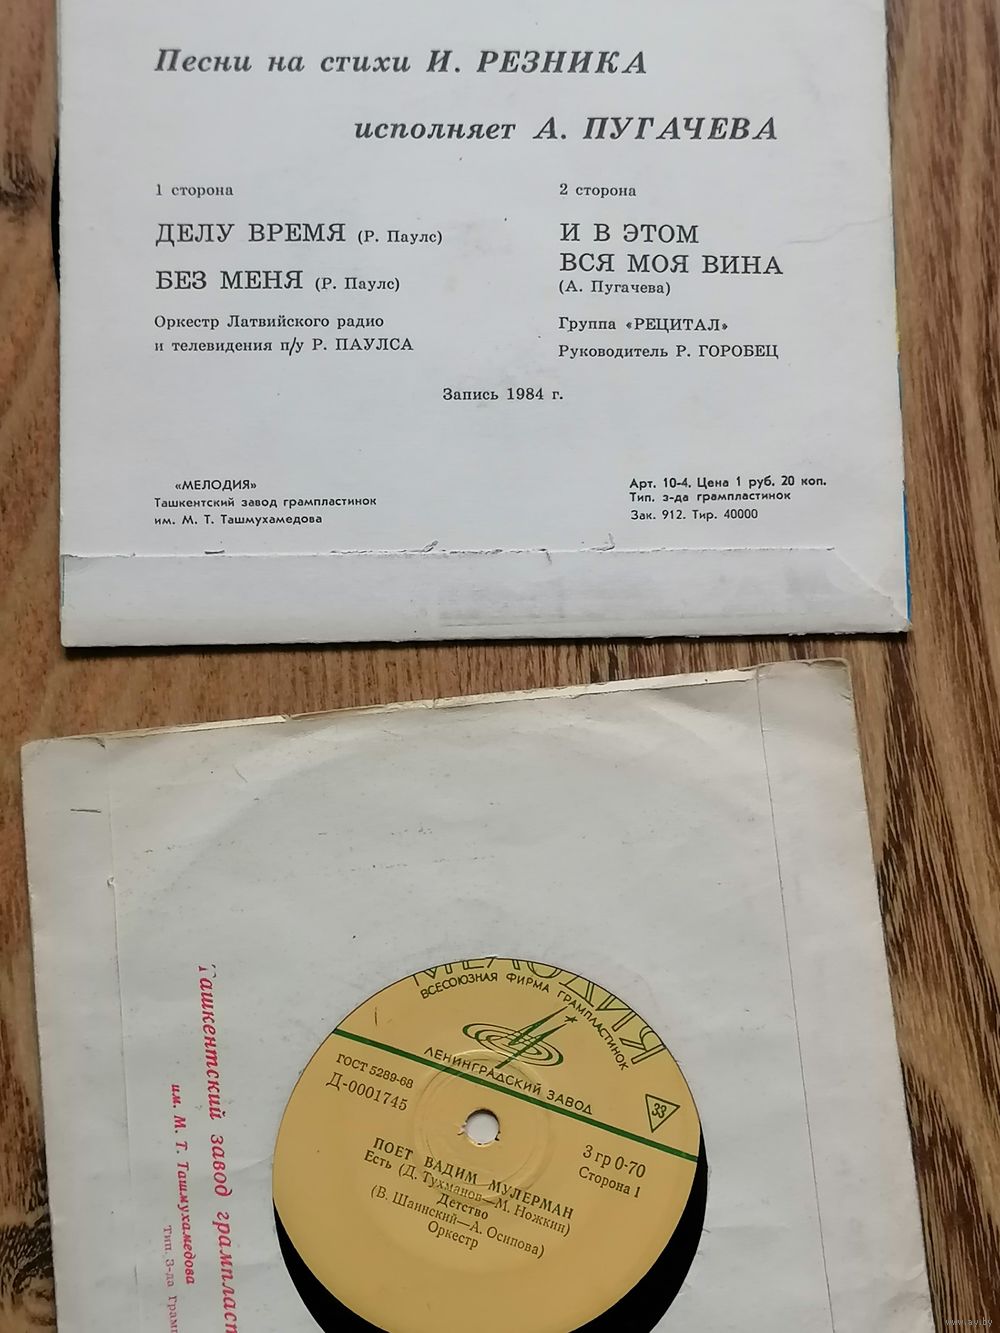 Песни на стихи И. РЕЗНИКА
исполняет А. ПУГАЧЕВА
1 сторона
ДЕЛУ ВРЕМЯ (Р. Паулс)
БЕЗ МЕНЯ (Р. Паулс)
Оркестр Латвийского радио
и телевидения п/у Р. ПАУЛСА
2 сторона
И В ЭТОМ
ВСЯ МОЯ ВИНА
(А. Пугачева)
Группа «РЕЦИТАЛ»
Руководитель Р. ГОРОБЕЦ
Запись 1984 г.
«МЕЛОДИЯ»
Ташкентский завод грампластинок
им. М. Т. Ташмухамедова
Арт. 10-4. Цена 1 руб. 20 коп.
Тип. з-да грампластинок
Зак. 912. Тир. 40000
Ташкентский завод грампласт
им. М. Т. Ташмухамедова
Тип. з-да Грам
МЕЛОДИЯ
ВСЕСОЮЗНАЯ ФИРМА ГРАМПЛАСТИНОК
ЛЕНИНГРАДСКИЙ ЗАВОД
ГОСТ 5289-68
Д-0001745
33
3 гр 0-70
Сторона 1
ПОЕТ ВАДИМ МУЛЕРМАН
Есть (Д. Тухманов—М. Ножкин)
Детство
(В. Шаинский—А. Осипова)
Оркестр
www.av.by